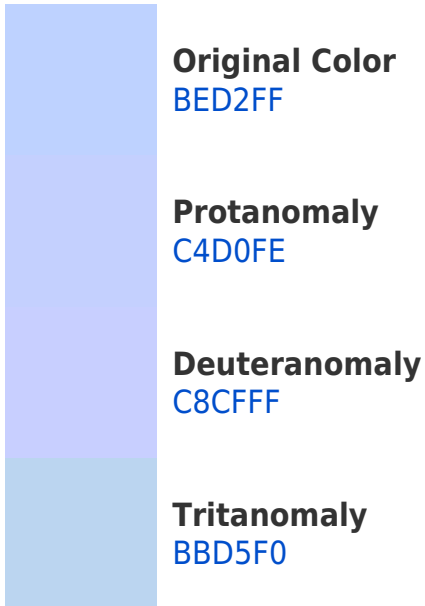 Original Color
BED2FF
Protanomaly
C4D0FE
Deuteranomaly
C8CFFF
Tritanomaly
BBD5F0